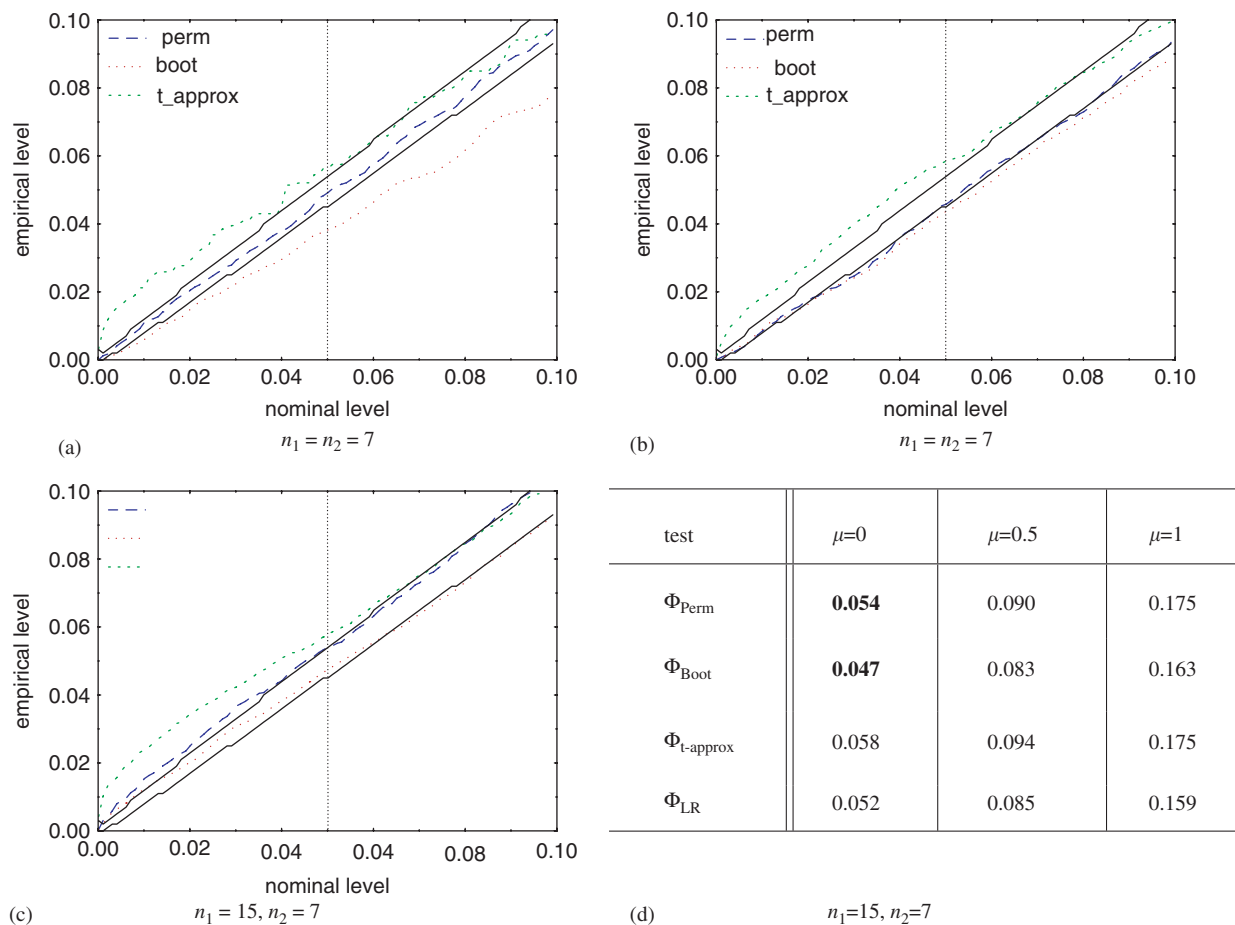 0.10
0.08
0.06
0.04
0.02
0.00
empirical level
perm
boot
t_approx
0.00 0.02 0.04 0.06 0.08 0.10
nominal level
(a) n1 = n2 = 7
0.10
0.08
0.06
0.04
0.02
0.00
empirical level
perm
boot
t_approx
0.00 0.02 0.04 0.06 0.08 0.10
nominal level
(b) n1 = n2 = 7
0.10
0.08
0.06
0.04
0.02
0.00
empirical level
0.00 0.02 0.04 0.04 0.08 0.10
nominal level
(c) n1 = 15, n2 = 7
test μ=0 μ=0.5 μ=1
ΦPerm 0.054 0.090 0.175
ΦBoot 0.047 0.083 0.163
Φt-approx 0.058 0.094 0.175
ΦLR 0.052 0.085 0.159
(d) n1=15, n2=7